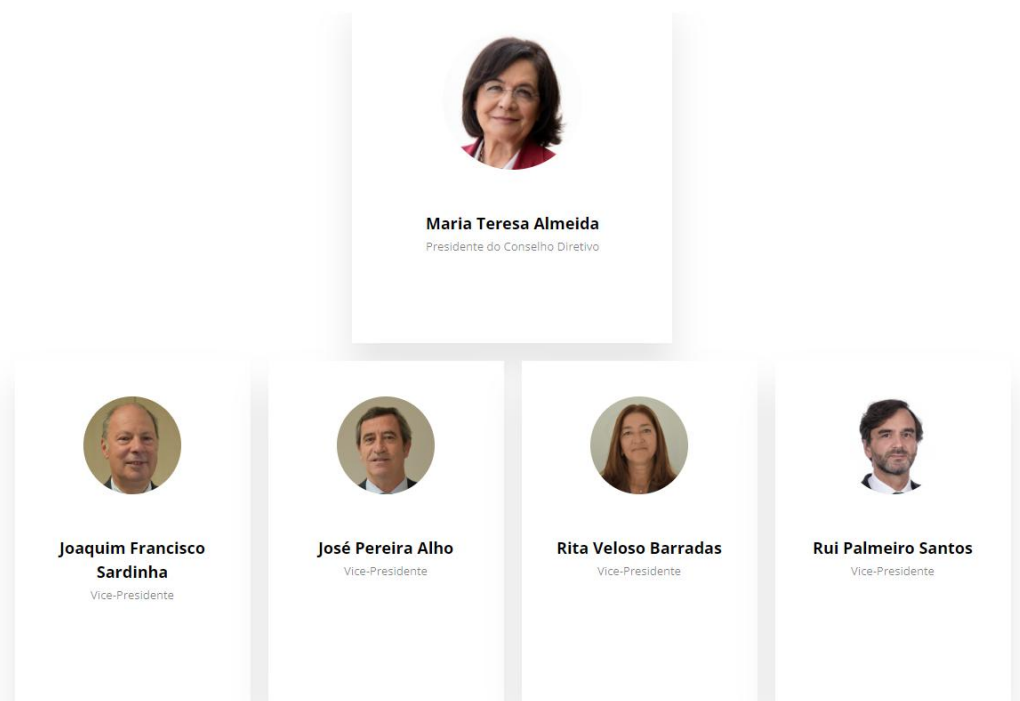 Maria Teresa Almeida
Presidente do Conselho Diretivo
Joaquim Francisco
Sardinha
Vice-Presidente
José Pereira Alho
Vice-Presidente
Rita Veloso Barradas
Vice-Presidente
Rui Palmeiro Santos
Vice-Presidente